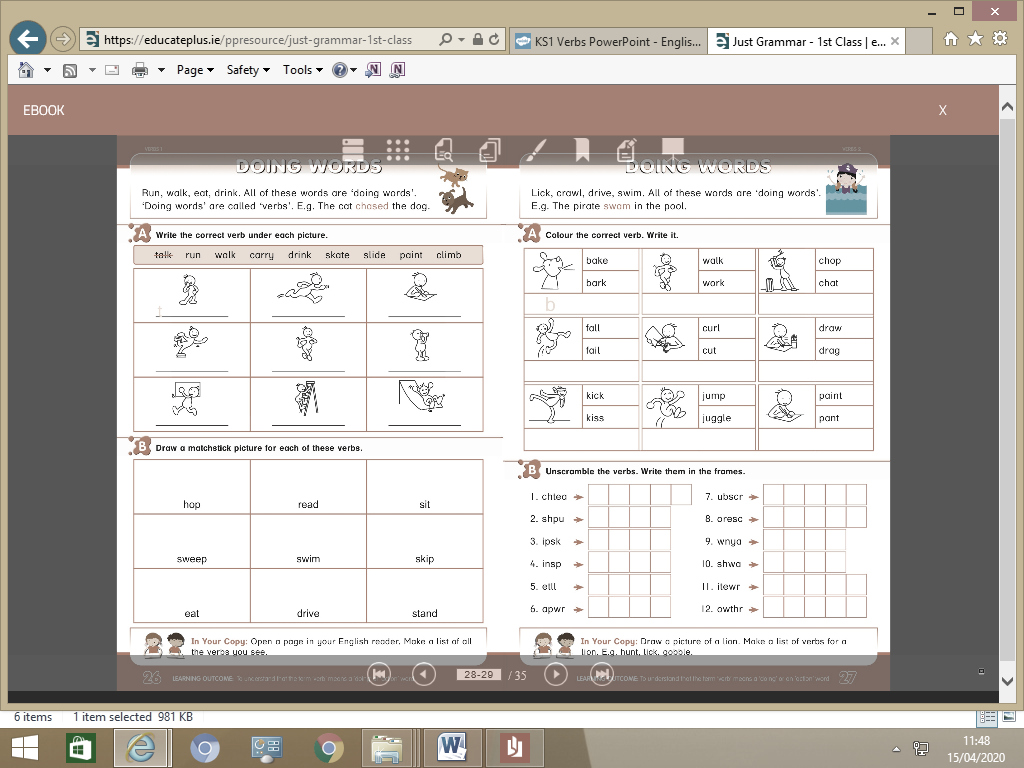 https://educateplus.ie/ppresource/just-grammar-1st-class
KS1 Verbs PowerPoint - Englis...
Just Grammar - 1st Class | e...
Page Safety Tools
EBOOK
X
DOING WORDS
Run, walk, eat, drink. All of these words are ‘doing words’.
‘Doing words’ are called ‘verbs’. E.g. The cat chased the dog.
A Write the correct verb under each picture.
talk run walk carry drink skate slide paint climb
t
B Draw a matchstick picture for each of these verbs.
hop read sit
sweep swim skip
eat drive stand
In Your Copy: Open a page in your English reader. Make a list of all
the verbs you see.
26
DOING WORDS
Lick, crawl, drive, swim. All of these words are ‘doing words’.
E.g. The pirate swam in the pool.
A Colour the correct verb. Write it.
bake walk chop
bark work chat
b
fall curl draw
fail cut drag
kick jump paint
kiss juggle pant
B Unscramble the verbs. Write them in the frames.
1. chtea 7. ubscr
2. shpu 8. oresc
3. ipsk 9. wnya
4. insp 10. shwa
5. etll 11. itewr
6. apwr 12. owthr
In Your Copy: Draw a picture of a lion. Make a list of verbs for a
lion. E.g. hunt, lick, gobble.
27
28-29 / 35
6 items 1 item selected 981 KB
11:48
15/04/2020